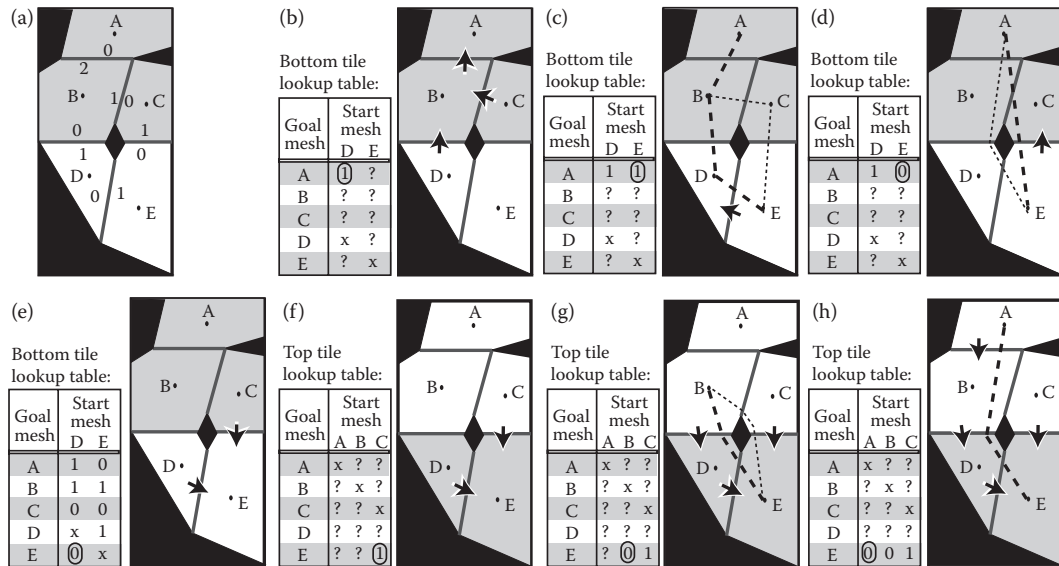 (a)
A
0
2
B
1 0
C
0
1
1
0
D
0
1
E
(b)
Bottom tile
lookup table:
Goal mesh
Start mesh
D E
A 1 ?
B ? ?
C ? ?
D x ?
E ? x
A
B
C
D
E
(c)
Bottom tile
lookup table:
Goal mesh
Start mesh
D E
A 1 1
B ? ?
C ? ?
D x ?
E ? x
A
B
C
D
E
(d)
Bottom tile
lookup table:
Goal mesh
Start mesh
D E
A 1 0
B ? ?
C ? ?
D x ?
E ? x
A
B
C
D
E
(e)
Bottom tile
lookup table:
Goal mesh
Start mesh
D E
A 1 0
B 1 1
C 0 0
D x 1
E 0 x
A
B
C
D
E
(f)
Top tile
lookup table:
Goal mesh
Start mesh
A B C
A x ? ?
B ? x ?
C ? ? x
D ? ? ?
E ? ? 1
A
B
C
D
E
(g)
Top tile
lookup table:
Goal mesh
Start mesh
A B C
A x ? ?
B ? x ?
C ? ? x
D ? ? ?
E ? 0 1
A
B
C
D
E
(h)
Top tile
lookup table:
Goal mesh
Start mesh
A B C
A x ? ?
B ? x ?
C ? ? x
D ? ? ?
E 0 0 1
A
B
C
D
E